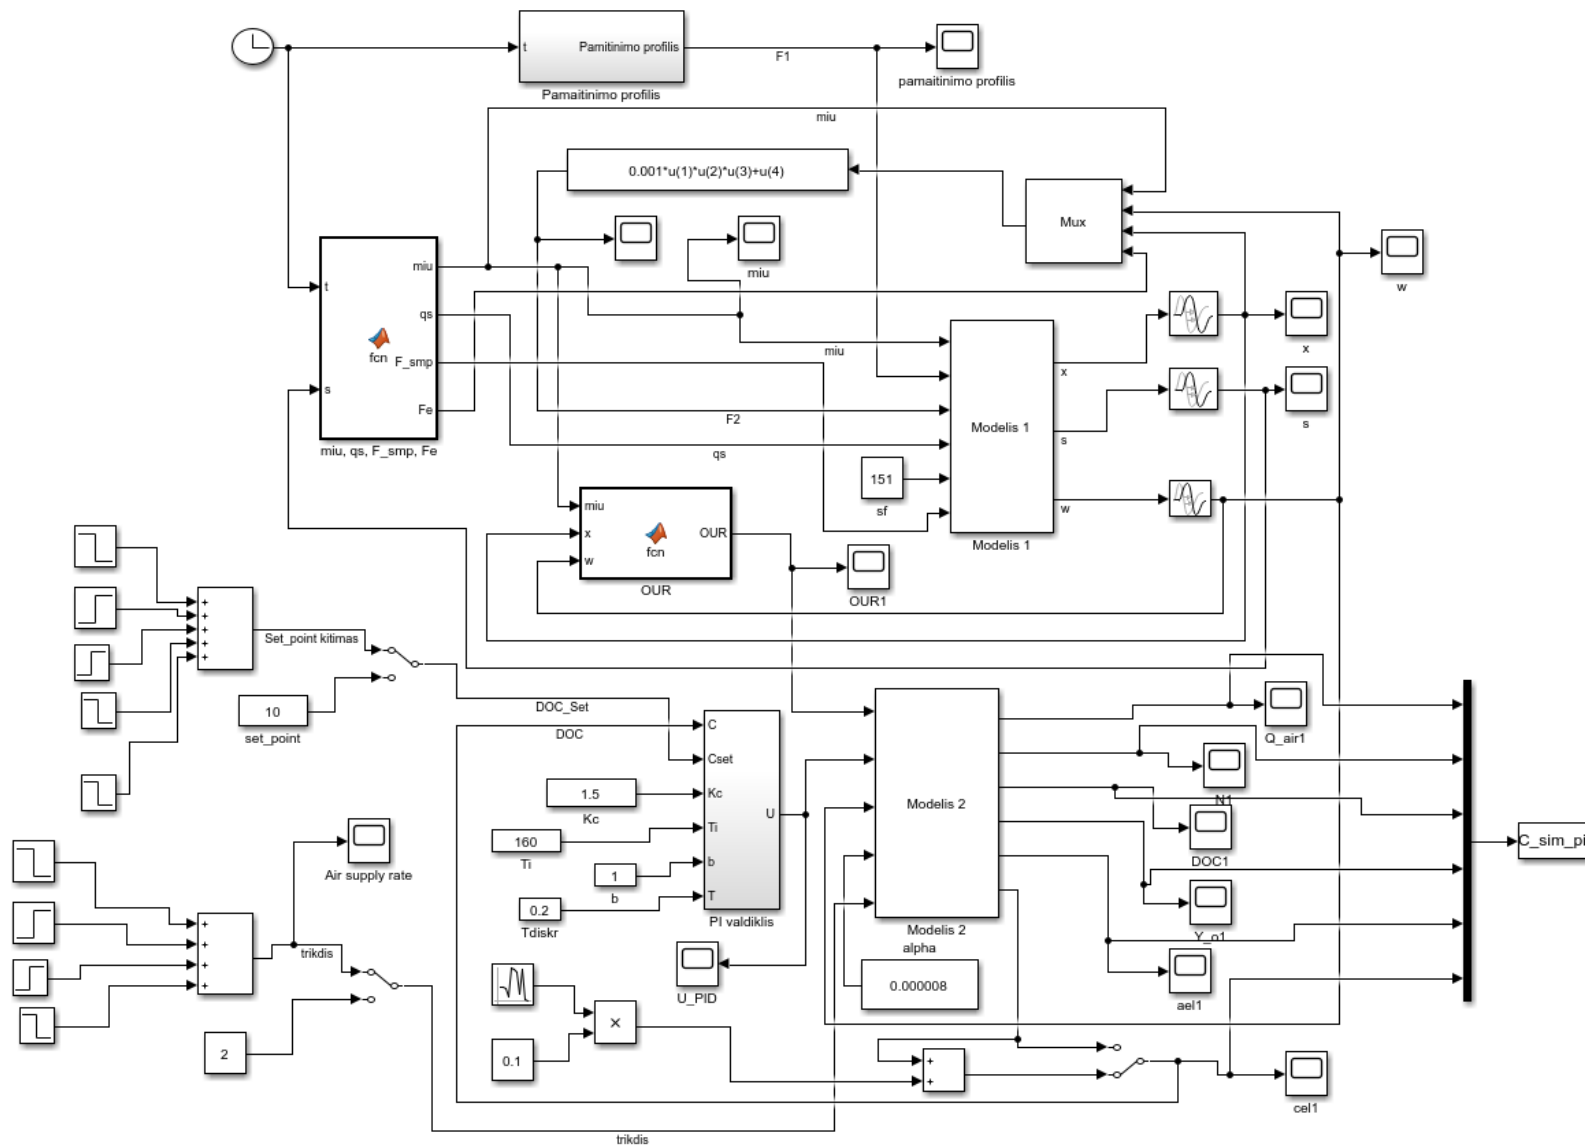 t
Pamitinimo profilis
Pamaitinimo profilis
F1
pamaitinimo profilis
miu
0.001*u(1)*u(2)*u(3)+u(4)
Mux
miu
w
t
s
fcn
miu
qs
F_smp
Fe
miu, qs, F_smp, Fe
miu
F2
qs
151
sf
Modelis 1
Modelis 1
x
s
w
x
s
miu
x
w
fcn
OUR
OUR
OUR1
+
+
+
+
+
Set_point kitimas
10
set_point
DOC_Set
DOC
C
Cset
Kc
Ti
b
T
U
PI valdiklis
1.5
Kc
160
Ti
1
b
0.2
Tdiskr
Modelis 2
Modelis 2
alpha
0.000008
Q_air1
N1
DOC1
Y_o1
ael1
cel1
C_sim_pi
Air supply rate
+
+
+
+
trikdis
2
U_PID
×
0.1
+
+
trikdis